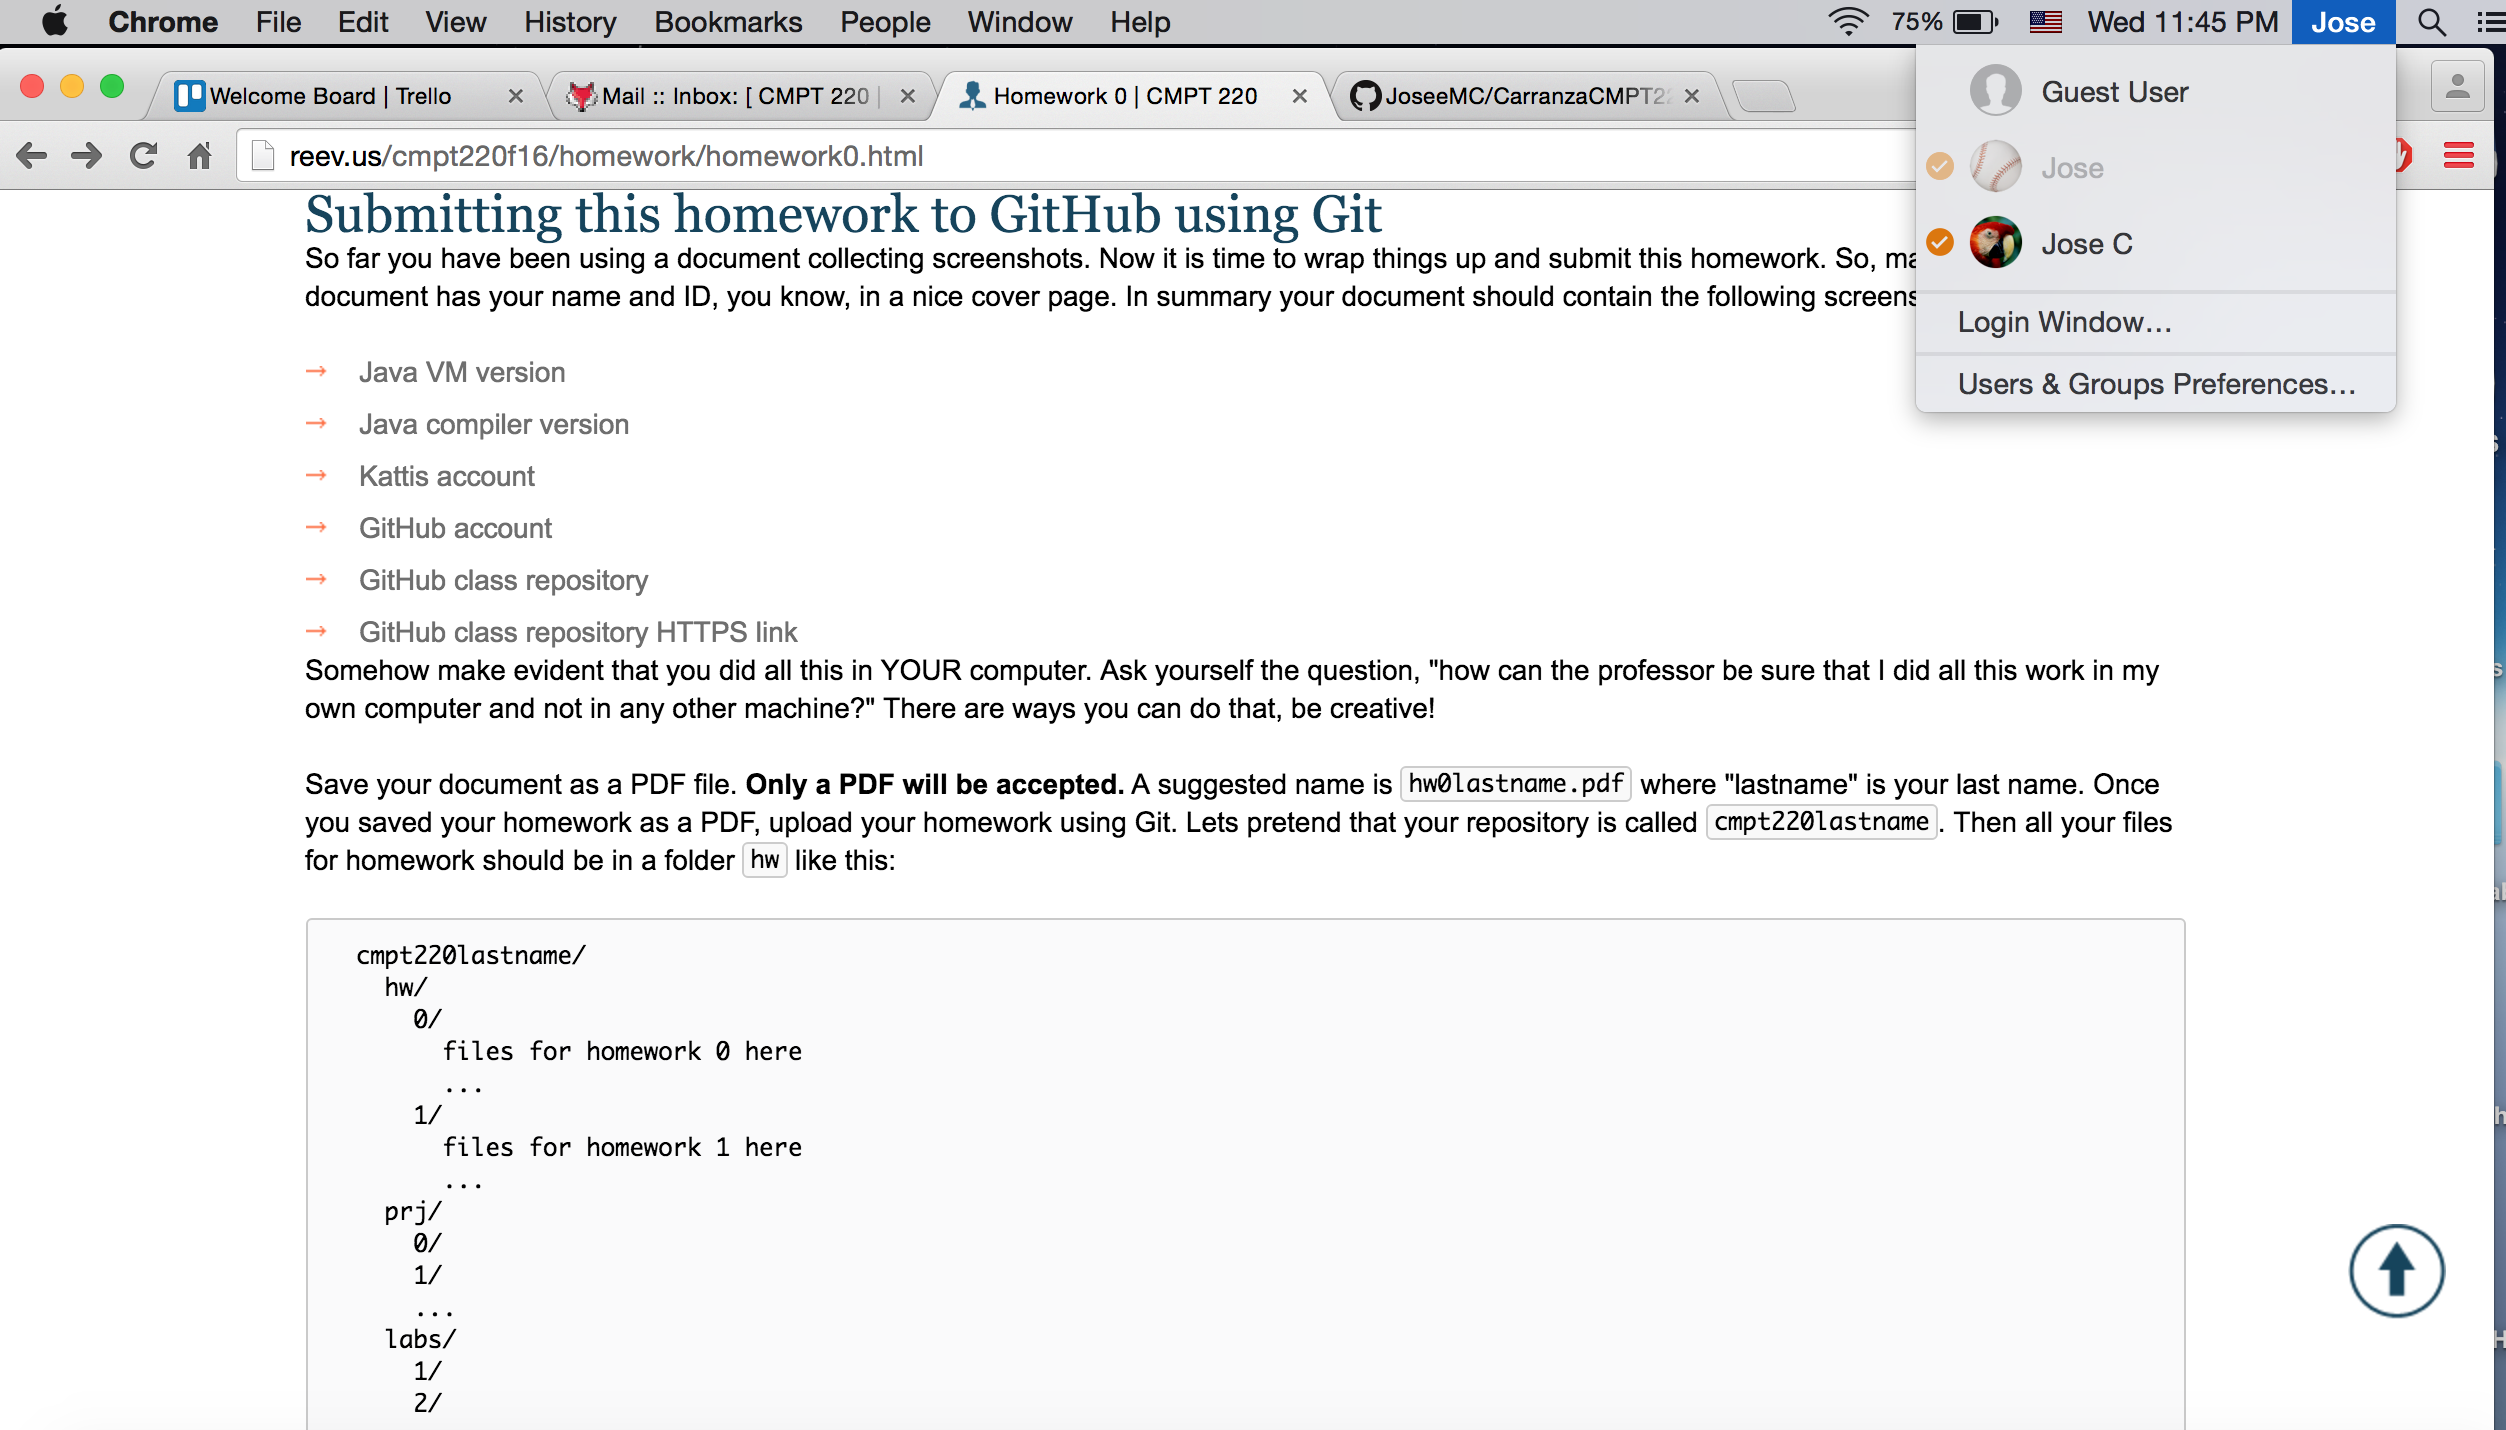 Chrome File Edit View History Bookmarks People Window Help 75% Wed 11:45 PM Jose
Welcome Board | Trello
Mail :: Inbox: [ CMPT 220 |
Homework 0 | CMPT 220
JoseeMC/CarranzaCMPT22
reev.us/cmpt220f16/homework/homework0.html
Guest User
Jose
Jose C
Login Window...
Users & Groups Preferences...
Submitting this homework to GitHub using Git
So far you have been using a document collecting screenshots. Now it is time to wrap things up and submit this homework. So, ma
document has your name and ID, you know, in a nice cover page. In summary your document should contain the following screens
→ Java VM version
→ Java compiler version
→ Kattis account
→ GitHub account
→ GitHub class repository
→ GitHub class repository HTTPS link
Somehow make evident that you did all this in YOUR computer. Ask yourself the question, "how can the professor be sure that I did all this work in my
own computer and not in any other machine?" There are ways you can do that, be creative!
Save your document as a PDF file. Only a PDF will be accepted. A suggested name is hw0lastname.pdf where "lastname" is your last name. Once
you saved your homework as a PDF, upload your homework using Git. Lets pretend that your repository is called cmpt220lastname. Then all your files
for homework should be in a folder hw like this:
cmpt220lastname/
hw/
0/
files for homework 0 here
...
1/
files for homework 1 here
...
prj/
0/
1/
...
labs/
1/
2/